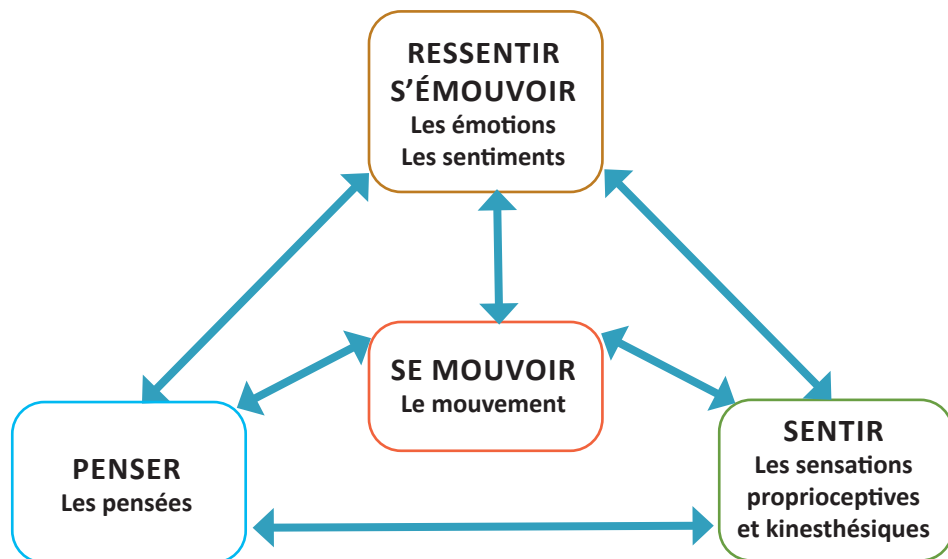 RESSENTIR
S’ÉMOUVOIR
Les émotions
Les sentiments
SE MOUVOIR
Le mouvement
PENSER
Les pensées
SENTIR
Les sensations
proprioceptives
et kinesthésiques